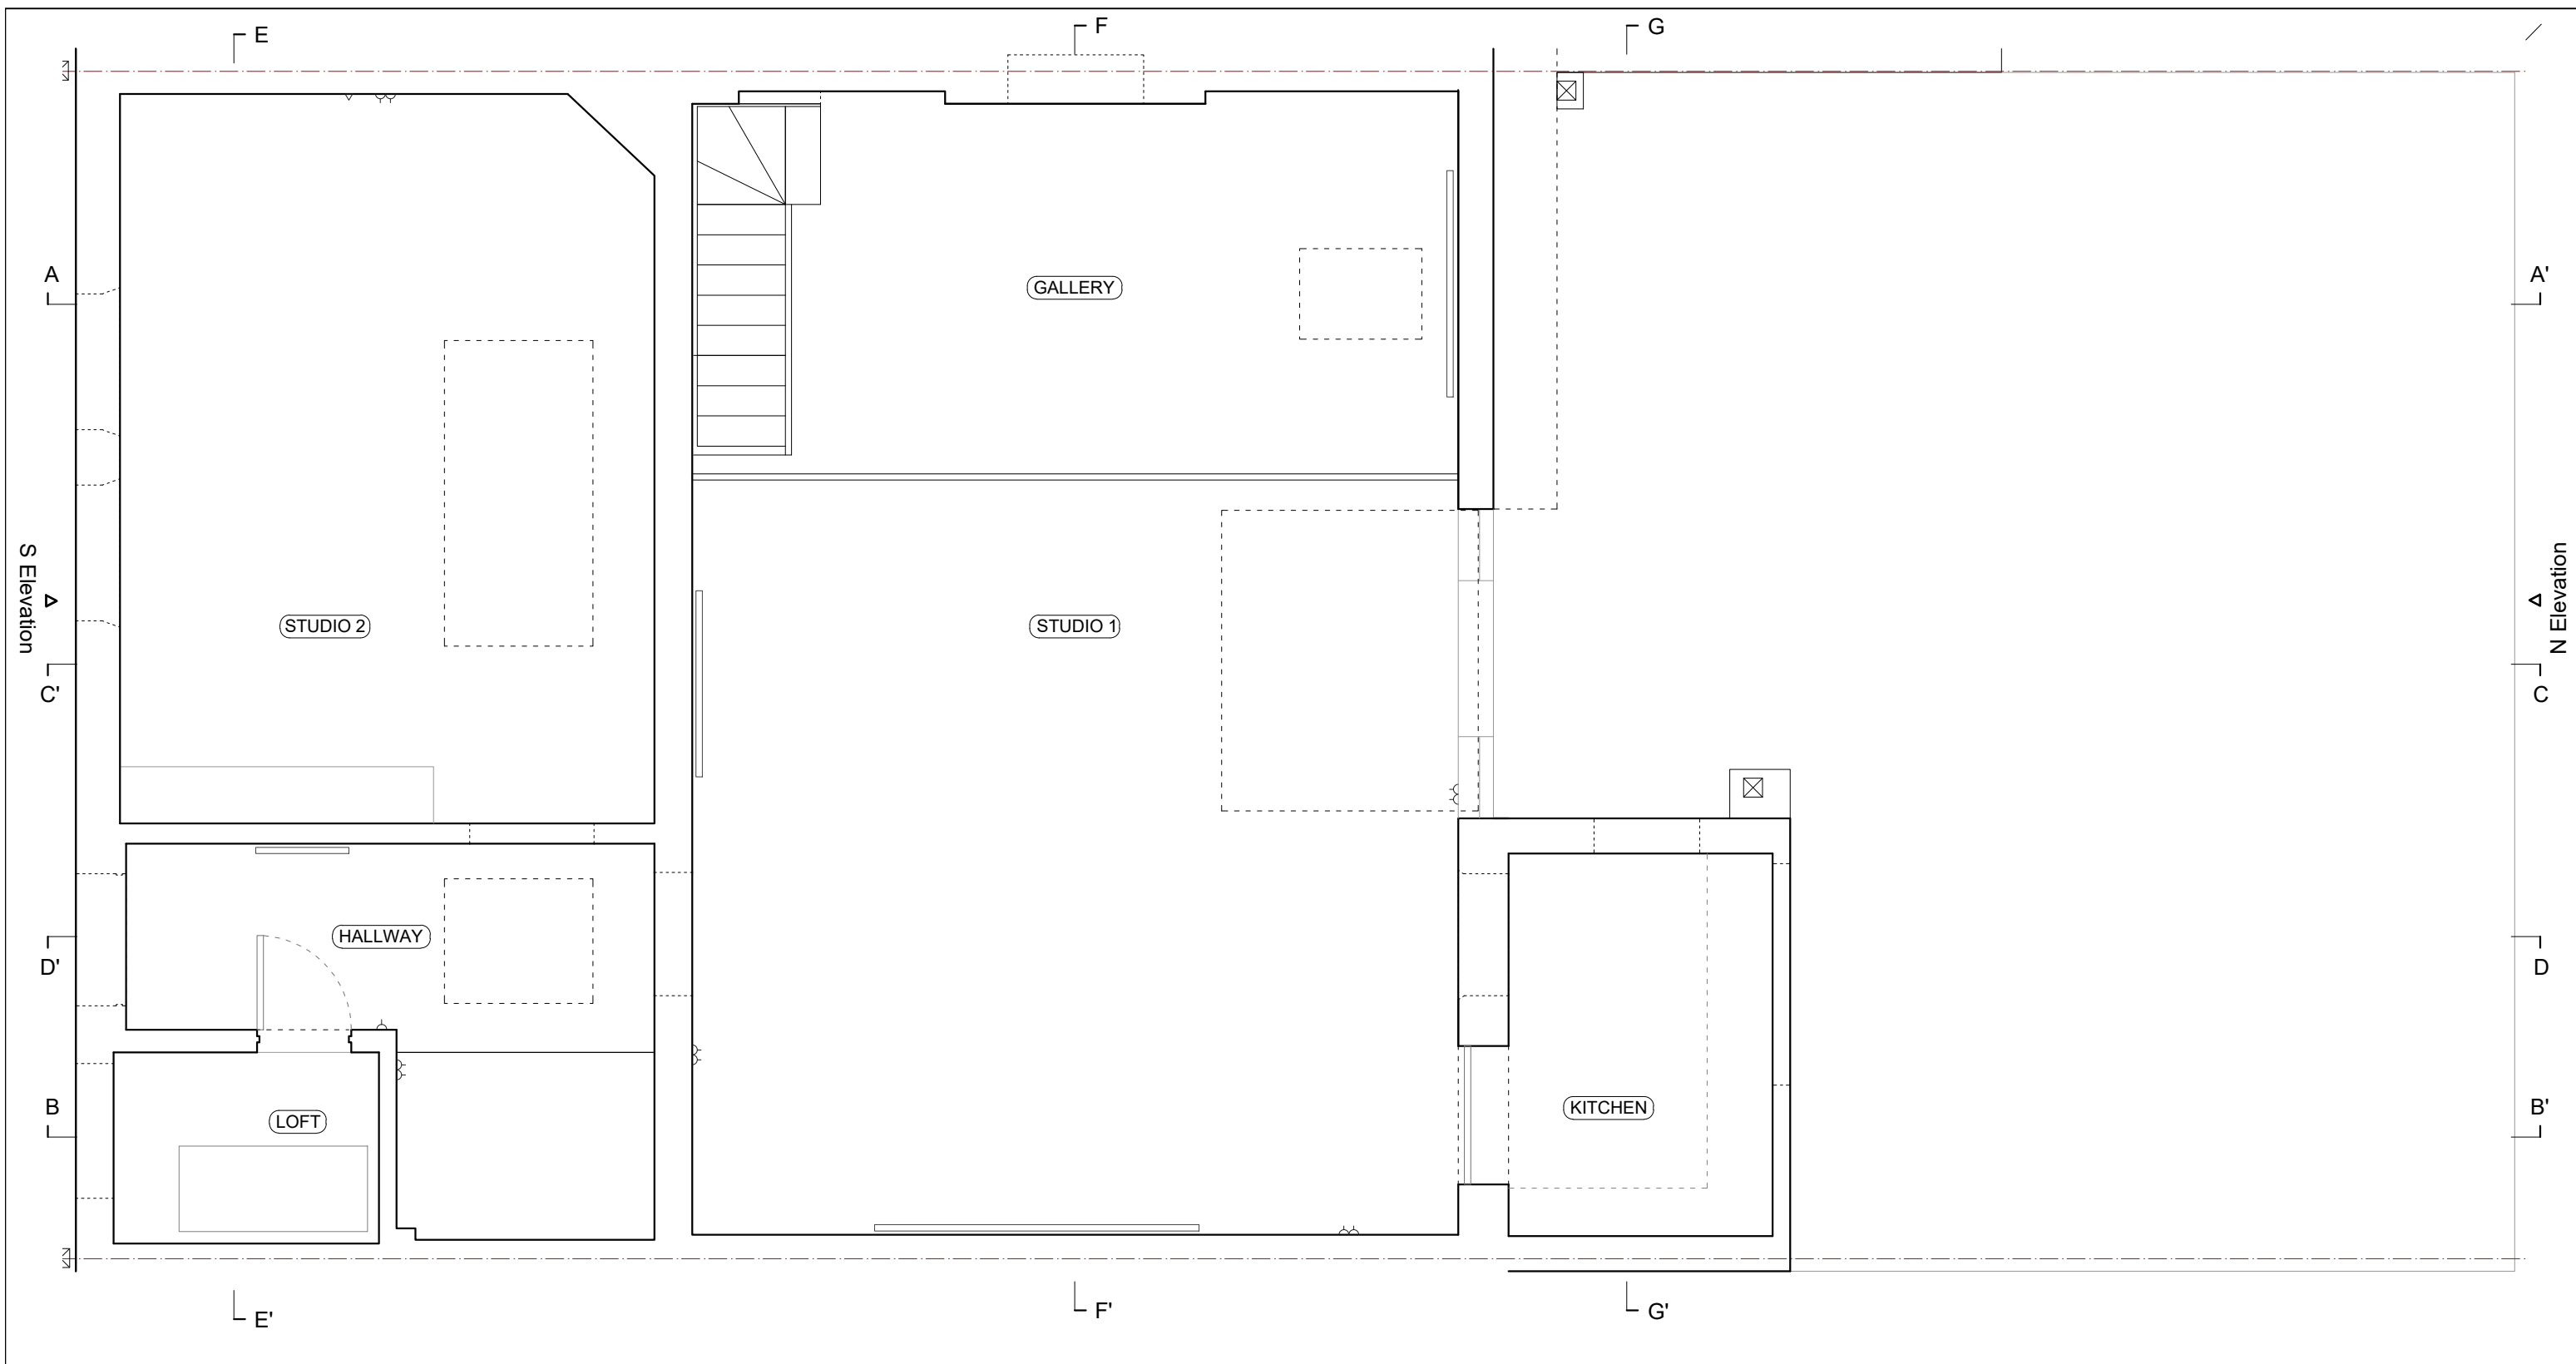 E
F
G
A
A'
GALLERY
S Elevation
N Elevation
STUDIO 2
STUDIO 1
C'
C
HALLWAY
D'
D
B
LOFT
KITCHEN
B'
E'
F'
G'